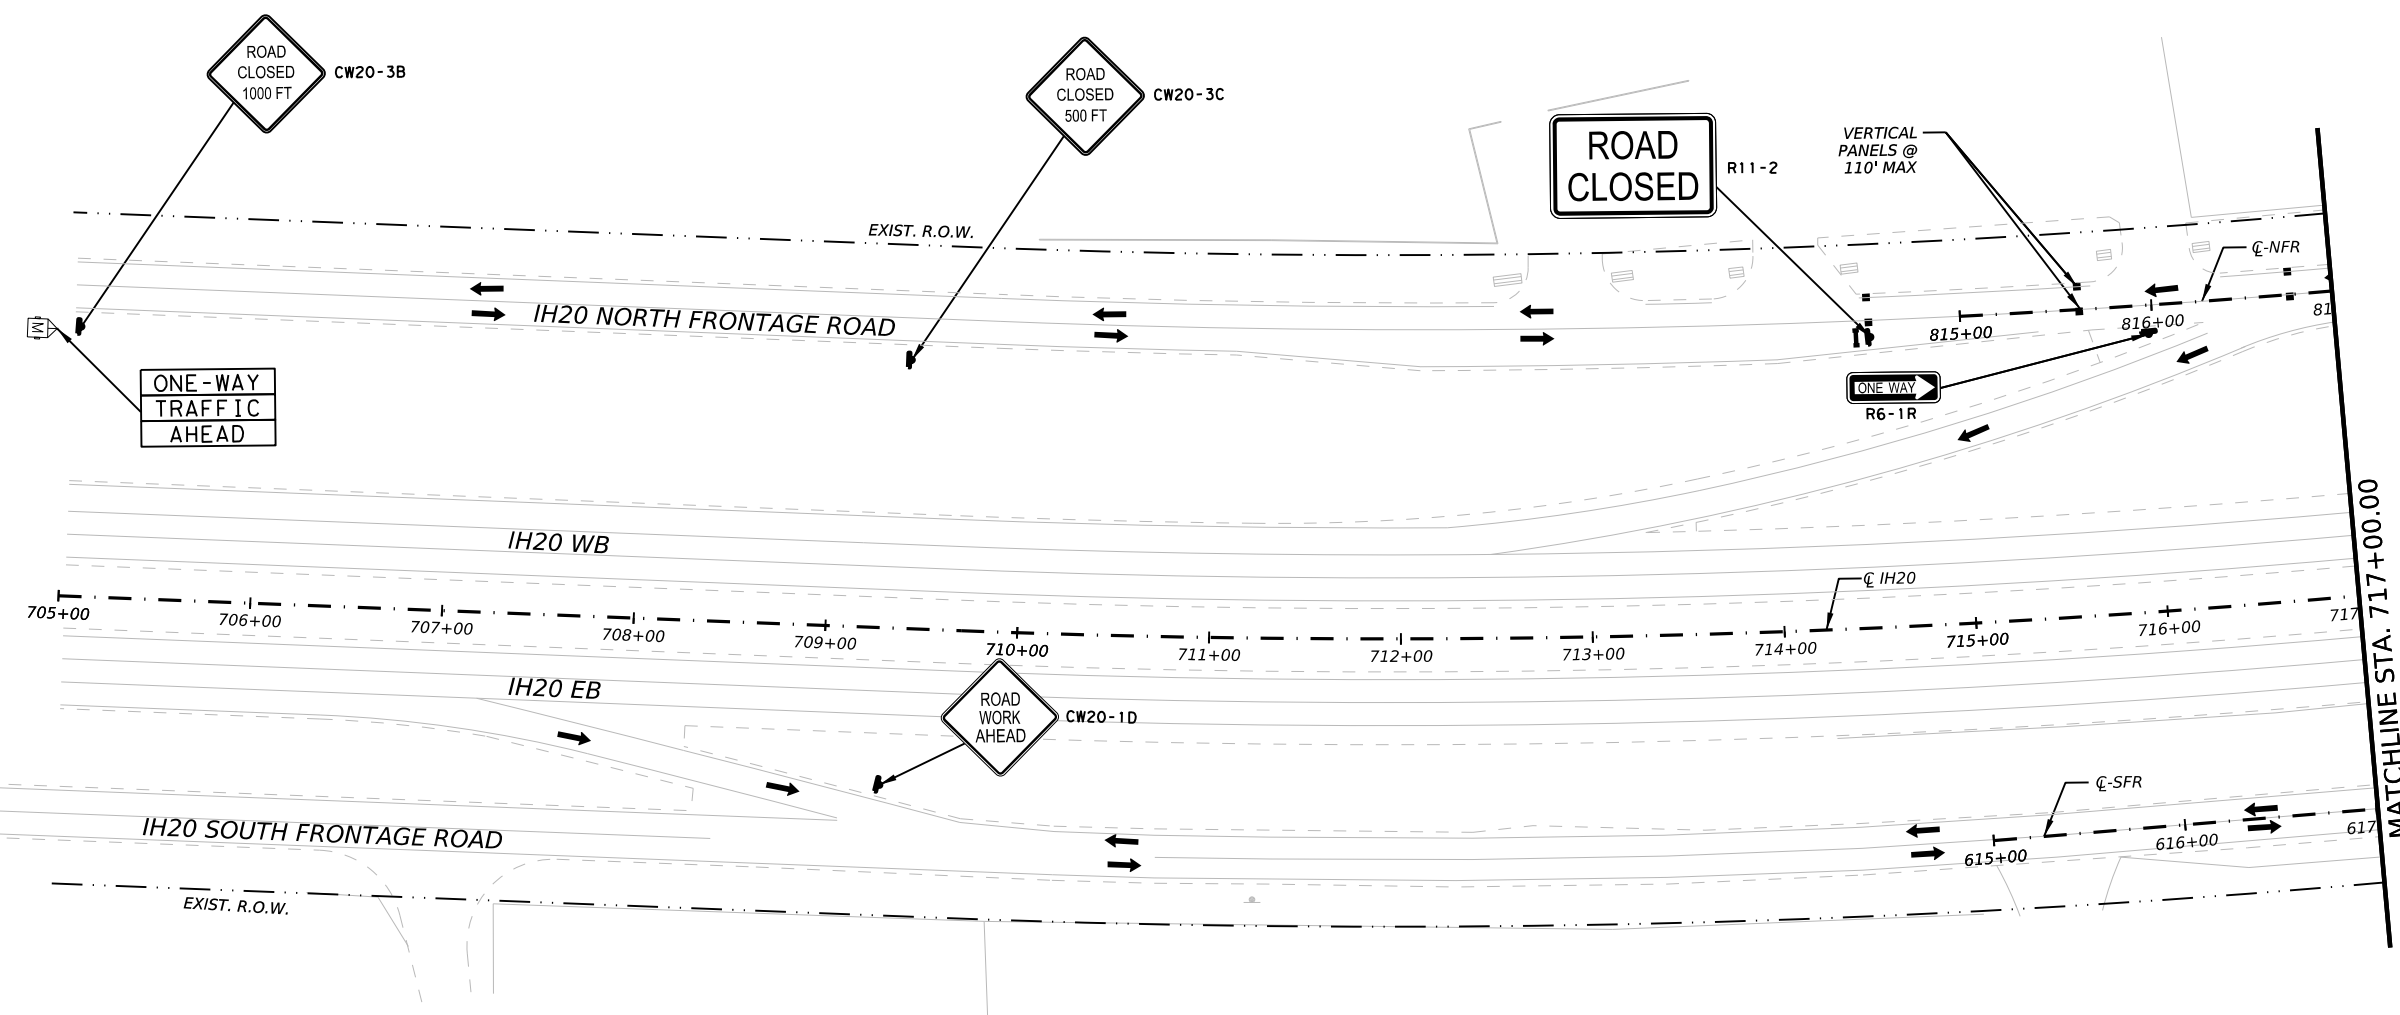 ROAD
CLOSED
1000 FT
CW20-3B
ROAD
CLOSED
500 FT
CW20-3C
ROAD
CLOSED
R11-2
VERTICAL
PANELS @
110' MAX
EXIST. R.O.W.
℄-NFR
IH20 NORTH FRONTAGE ROAD
815+00
816+00
81
M
ONE-WAY
TRAFFIC
AHEAD
ONE WAY
R6-1R
IH20 WB
℄ IH20
705+00
706+00
707+00
708+00
709+00
710+00
711+00
712+00
713+00
714+00
715+00
716+00
717
MATCHLINE STA. 717+00.00
IH20 EB
ROAD
WORK
AHEAD
CW20-1D
℄-SFR
IH20 SOUTH FRONTAGE ROAD
615+00
616+00
617
EXIST. R.O.W.